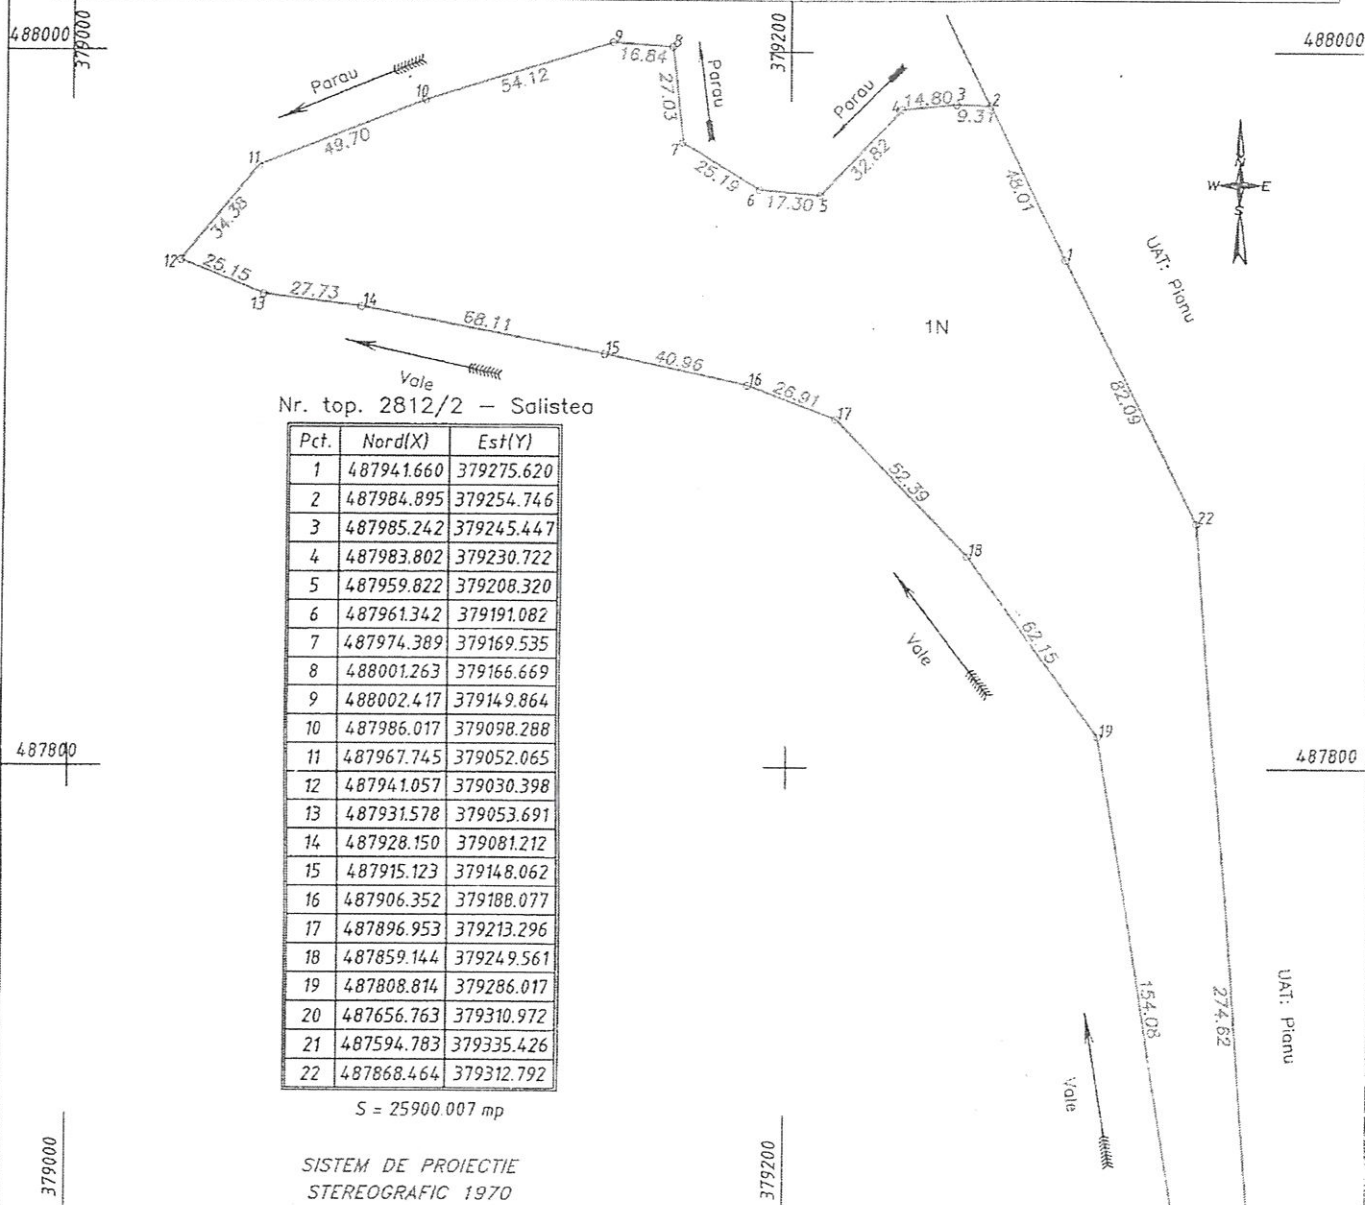 488000
379000
379200
488000
9
8
16.84
54.12
Parau
10
27.03
Parau
Parau
4
14.80
3
9.31
2
49.70
11
7
25.19
6
17.30
5
32.82
N
W
E
S
34.38
48.01
12
25.15
13
27.73
14
1
UAT: Pianu
68.11
1N
15
40.96
16
26.91
17
82.09
Vale
Nr. top. 2812/2 – Salistea
Pct. Nord(X) Est(Y)
1 487941.660 379275.620
2 487984.895 379254.746
3 487985.242 379245.447
4 487983.802 379230.722
5 487959.822 379208.320
6 487961.342 379191.082
7 487974.389 379169.535
8 488001.263 379166.669
9 488002.417 379149.864
10 487986.017 379098.288
11 487967.745 379052.065
12 487941.057 379030.398
13 487931.578 379053.691
14 487928.150 379081.212
15 487915.123 379148.062
16 487906.352 379188.077
17 487896.953 379213.296
18 487859.144 379249.561
19 487808.814 379286.017
20 487656.763 379310.972
21 487594.783 379335.426
22 487868.464 379312.792
S = 25900.007 mp
52.39
22
18
62.15
Vale
19
487800
487800
154.08
274.62
UAT: Pianu
Vale
379000
379200
SISTEM DE PROIECTIE
STEREOGRAFIC 1970